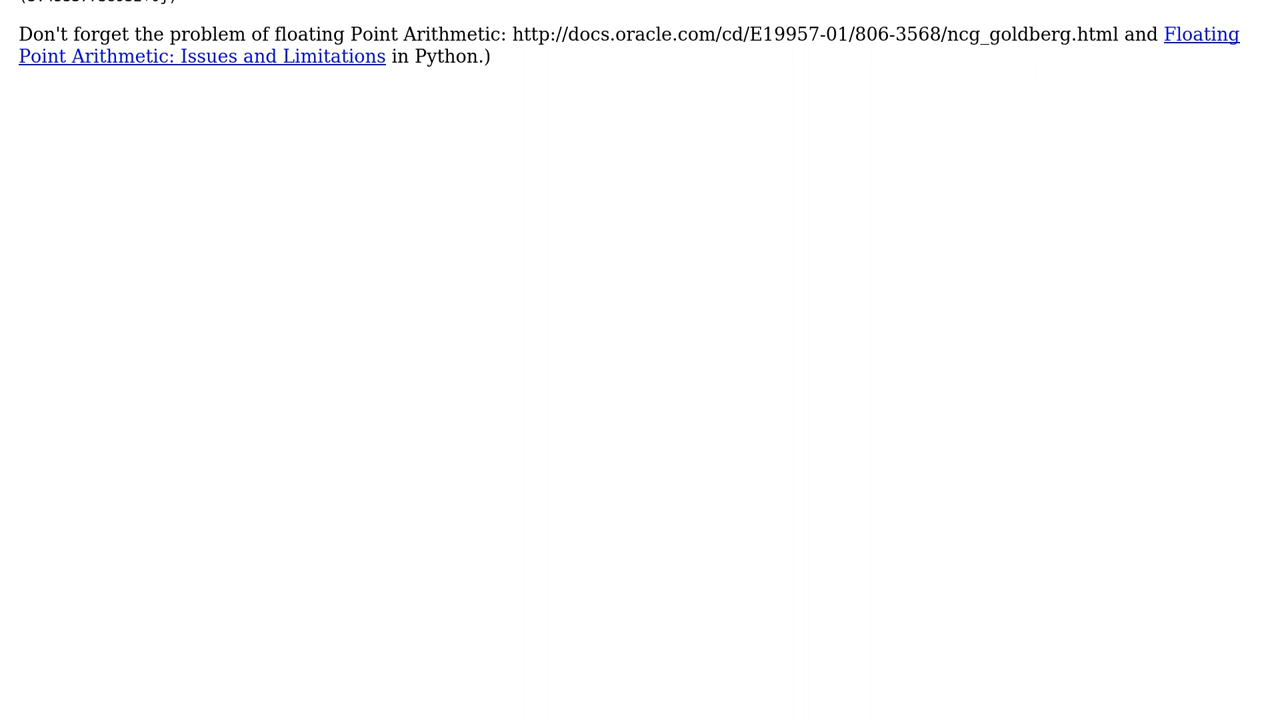 Don't forget the problem of floating Point Arithmetic: http://docs.oracle.com/cd/E19957-01/806-3568/ncg_goldberg.html and Floating
Point Arithmetic: Issues and Limitations in Python.)